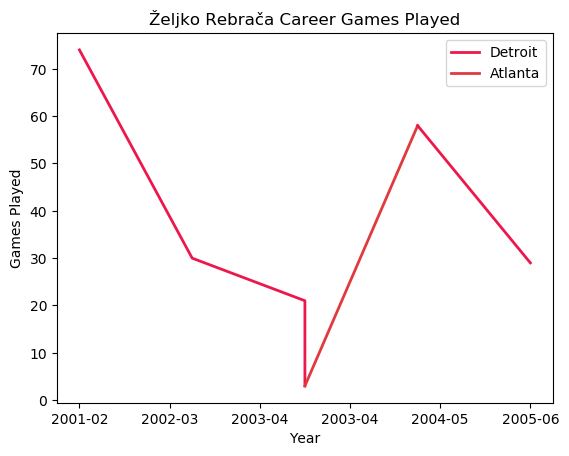 Željko Rebrača Career Games Played
Detroit
Atlanta
70
60
50
40
30
20
10
0
Games Played
2001-02 2002-03 2003-04 2003-04 2004-05 2005-06
Year